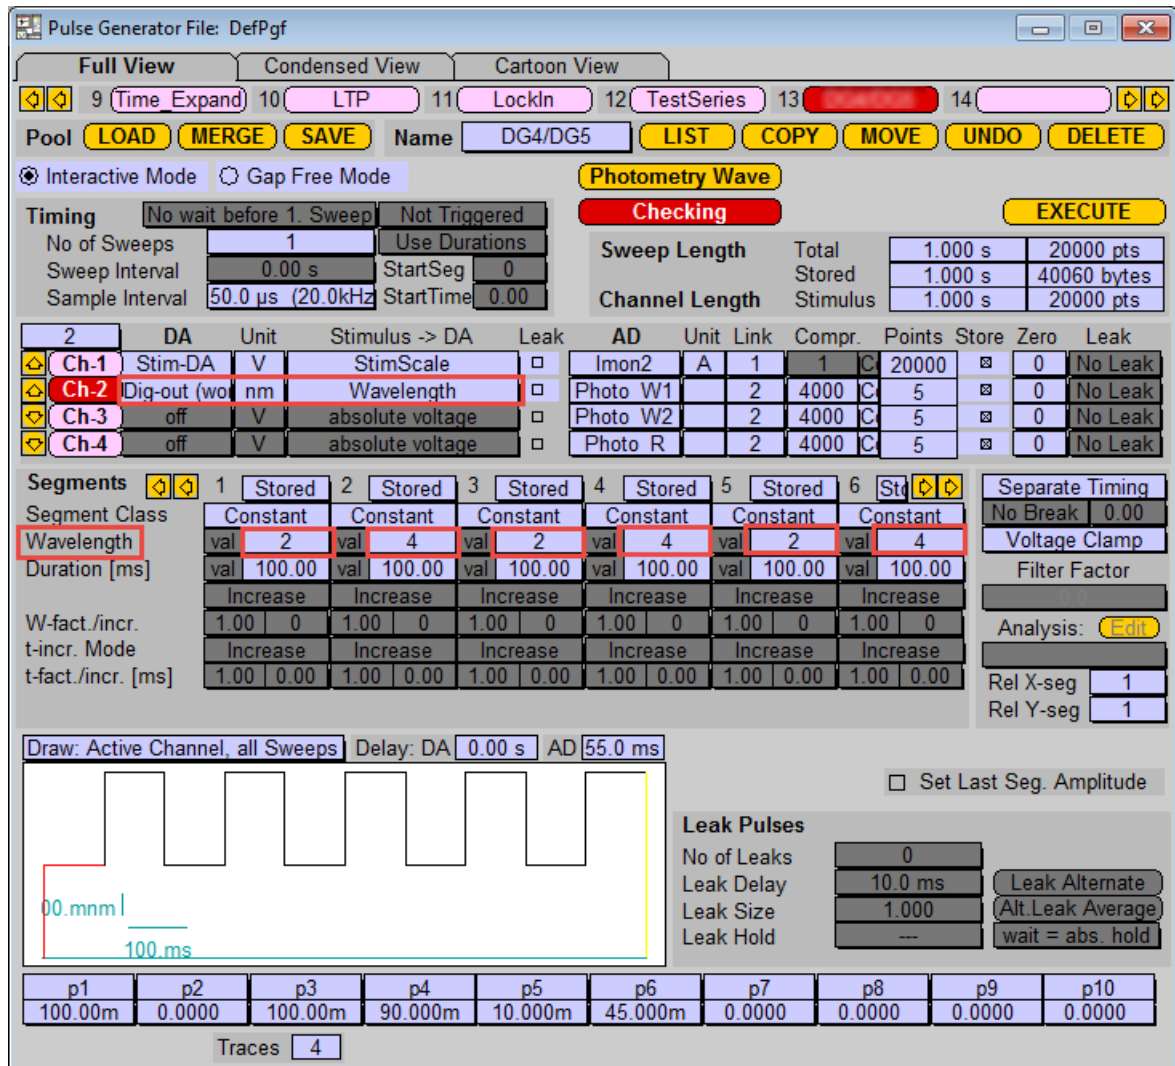 Pulse Generator File: DefPgf
Full View Condensed View Cartoon View
9 Time_Expand 10 LTP 11 LockIn 12 TestSeries 13 DG4/DG5 14
Pool LOAD MERGE SAVE Name DG4/DG5 LIST COPY MOVE UNDO DELETE
Interactive Mode Gap Free Mode Photometry Wave
Timing No wait before 1. Sweep Not Triggered Checking EXECUTE
No of Sweeps 1 Use Durations Sweep Length Total 1.000 s 20000 pts
Sweep Interval 0.00 s StartSeg 0 Stored 1.000 s 40060 bytes
Sample Interval 50.0 µs (20.0kHz StartTime 0.00 Channel Length Stimulus 1.000 s 20000 pts
2 DA Unit Stimulus -> DA Leak AD Unit Link Compr. Points Store Zero Leak
Ch-1 Stim-DA V StimScale Imon2 A 1 1 C 20000 0 No Leak
Ch-2 Dig-out (wor nm Wavelength Photo W1 2 4000 C 5 0 No Leak
Ch-3 off V absolute voltage Photo W2 2 4000 C 5 0 No Leak
Ch-4 off V absolute voltage Photo R 2 4000 C 5 0 No Leak
Segments 1 Stored 2 Stored 3 Stored 4 Stored 5 Stored 6 Sto Separate Timing
Segment Class Constant Constant Constant Constant Constant Constant No Break 0.00
Wavelength val 2 val 4 val 2 val 4 val 2 val 4 Voltage Clamp
Duration [ms] val 100.00 val 100.00 val 100.00 val 100.00 val 100.00 val 100.00 Filter Factor
Increase Increase Increase Increase Increase Increase 0.0
W-fact./incr. 1.00 0 1.00 0 1.00 0 1.00 0 1.00 0 1.00 0 Analysis: Edit
t-incr. Mode Increase Increase Increase Increase Increase Increase
t-fact./incr. [ms] 1.00 0.00 1.00 0.00 1.00 0.00 1.00 0.00 1.00 0.00 1.00 0.00 Rel X-seg 1
Rel Y-seg 1
Draw: Active Channel, all Sweeps Delay: DA 0.00 s AD 55.0 ms
Set Last Seg. Amplitude
Leak Pulses
No of Leaks 0
Leak Delay 10.0 ms Leak Alternate
00.mnm Leak Size 1.000 Alt.Leak Average
100.ms Leak Hold --- wait = abs. hold
p1 p2 p3 p4 p5 p6 p7 p8 p9 p10
100.00m 0.0000 100.00m 90.000m 10.000m 45.000m 0.0000 0.0000 0.0000 0.0000
Traces 4